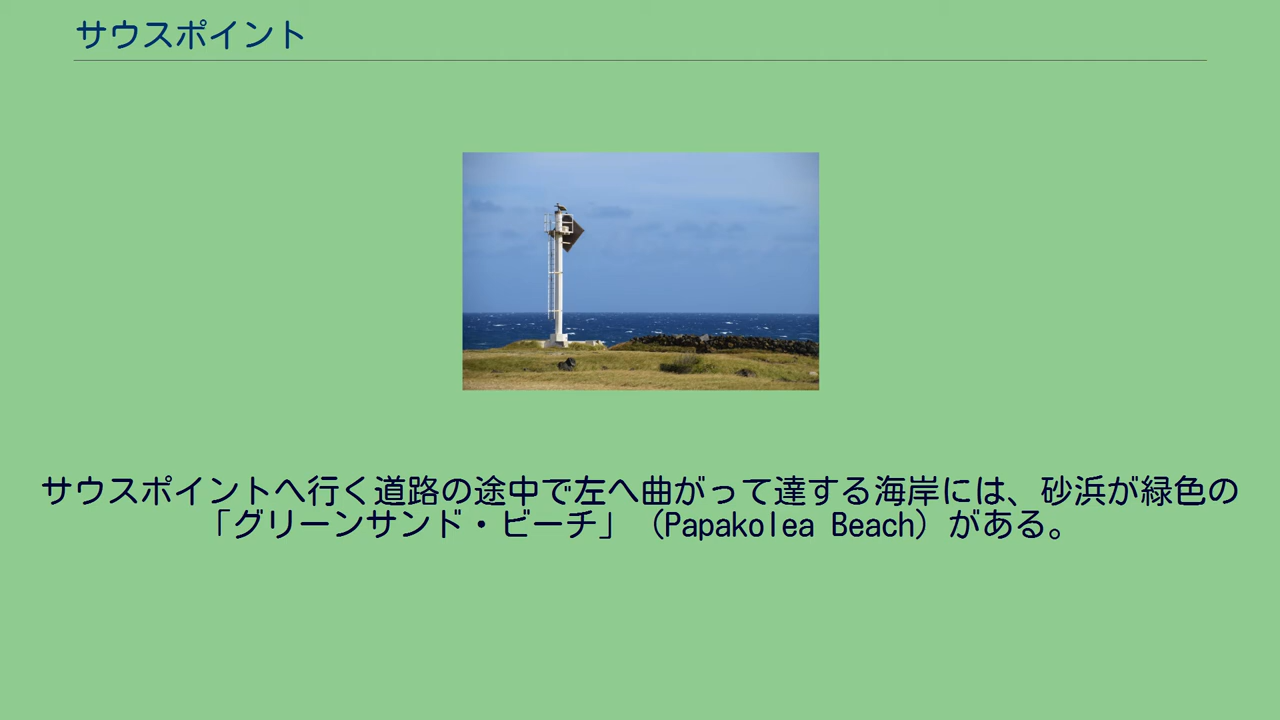 サウスポイント
サウスポイントへ行く道路の途中で左へ曲がって達する海岸には、砂浜が緑色の
「グリーンサンド・ビーチ」（Papakolea Beach）がある。